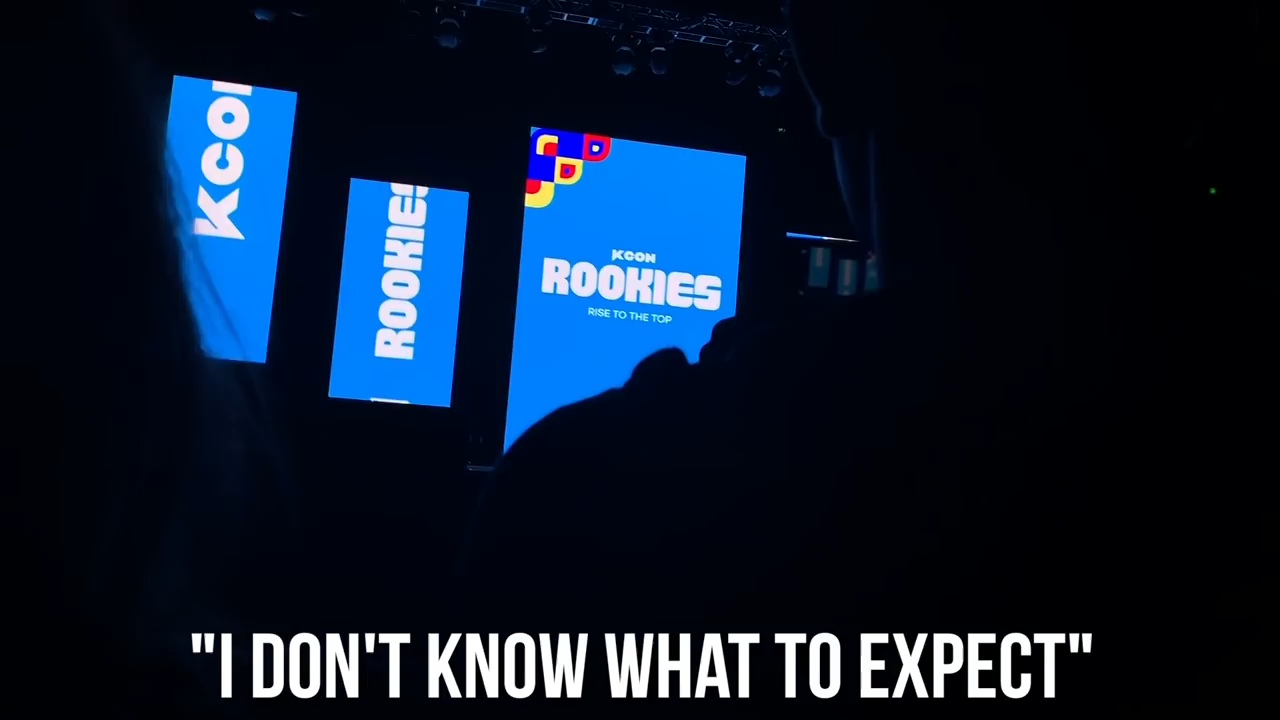 KCON
ROOKIES
KCON
ROOKIES
RISE TO THE TOP
"I DON'T KNOW WHAT TO EXPECT"